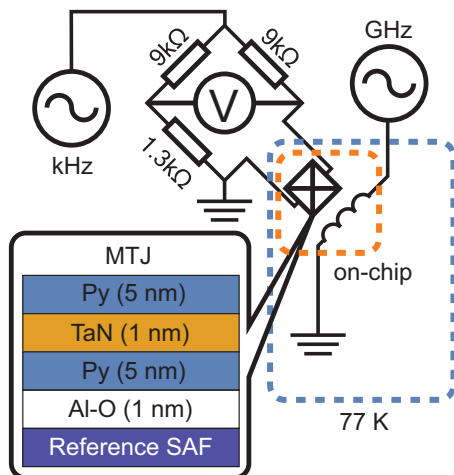 GHz
9kΩ
9kΩ
V
1.3kΩ
kHz
on-chip
MTJ
Py (5 nm)
TaN (1 nm)
Py (5 nm)
Al-O (1 nm)
Reference SAF
77 K